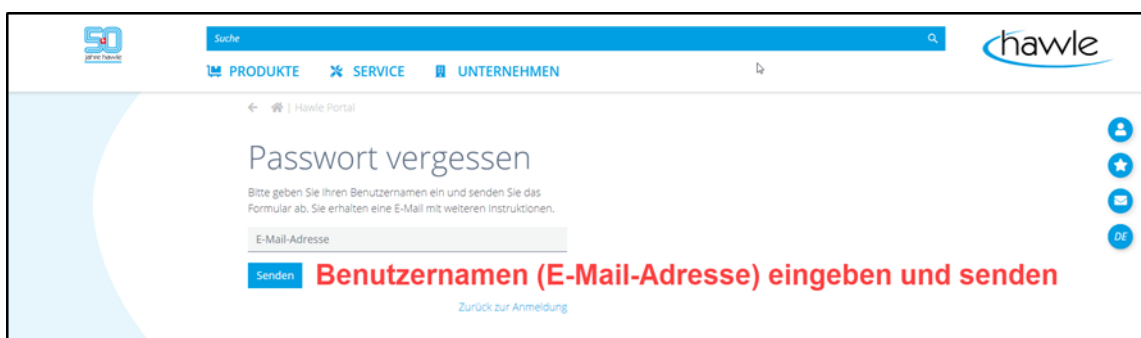 50
jahre hawle
Suche
hawle
PRODUKTE
SERVICE
UNTERNEHMEN
| Hawle Portal
Passwort vergessen
Bitte geben Sie Ihren Benutzernamen ein und senden Sie das
Formular ab. Sie erhalten eine E-Mail mit weiteren Instruktionen.
E-Mail-Adresse
DE
Senden
Benutzernamen (E-Mail-Adresse) eingeben und senden
Zurück zur Anmeldung